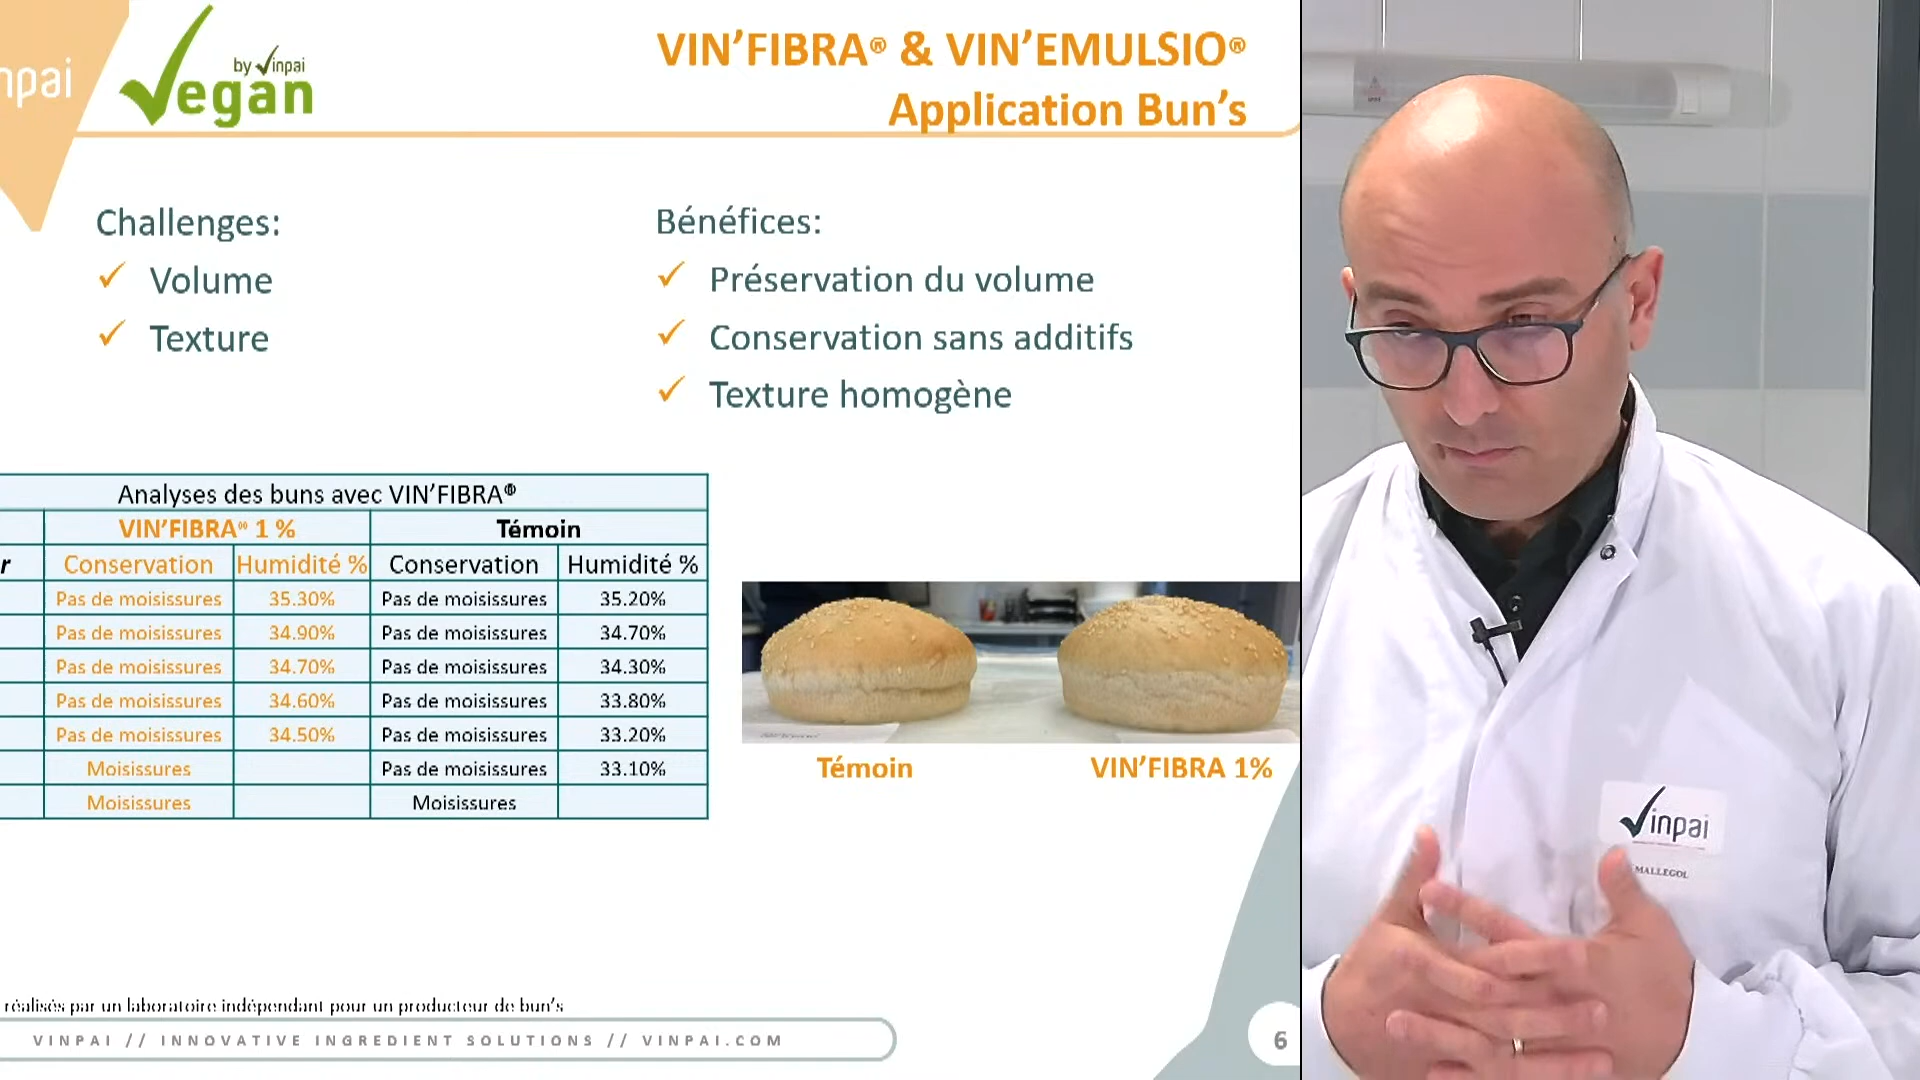 npai
Vegan
by Vinpai
VIN'FIBRA® & VIN'EMULSIO®
Application Bun's
Challenges:
✓ Volume
✓ Texture
Bénéfices:
✓ Préservation du volume
✓ Conservation sans additifs
✓ Texture homogène
Analyses des buns avec VIN'FIBRA®
VIN'FIBRA® 1 % Témoin
r Conservation Humidité % Conservation Humidité %
Pas de moisissures 35.30% Pas de moisissures 35.20%
Pas de moisissures 34.90% Pas de moisissures 34.70%
Pas de moisissures 34.70% Pas de moisissures 34.30%
Pas de moisissures 34.60% Pas de moisissures 33.80%
Pas de moisissures 34.50% Pas de moisissures 33.20%
Moisissures Pas de moisissures 33.10%
Moisissures Moisissures
Témoin VIN'FIBRA 1%
réalisés par un laboratoire indépendant pour un producteur de bun's
VINPAI // INNOVATIVE INGREDIENT SOLUTIONS // VINPAI.COM
6
Vinpai
MALLEGOL